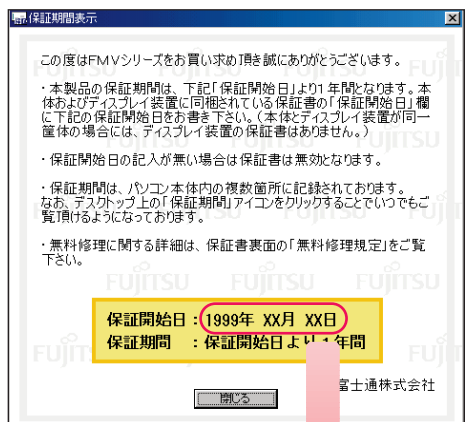 保証期間表示
この度はFMVシリーズをお買い求め頂き誠にありがとうございます。
・本製品の保証期間は、下記「保証開始日」より1年間となります。本
体およびディスプレイ装置に同梱されている保証書の「保証開始日」欄
に下記の保証開始日をお書き下さい。（本体とディスプレイ装置が同一
筐体の場合には、ディスプレイ装置の保証書はありません。）
・保証開始日の記入が無い場合は保証書は無効となります。
・保証期間は、パソコン本体内の複数箇所に記録されております。
なお、デスクトップ上の「保証期間」アイコンをクリックすることでいつでもご
覧頂けるようになっております。
・無料修理に関する詳細は、保証書裏面の「無料修理規定」をご覧
下さい。
保証開始日：1999年 XX月 XX日
保証期間　：保証開始日より1年間
富士通株式会社
閉じる